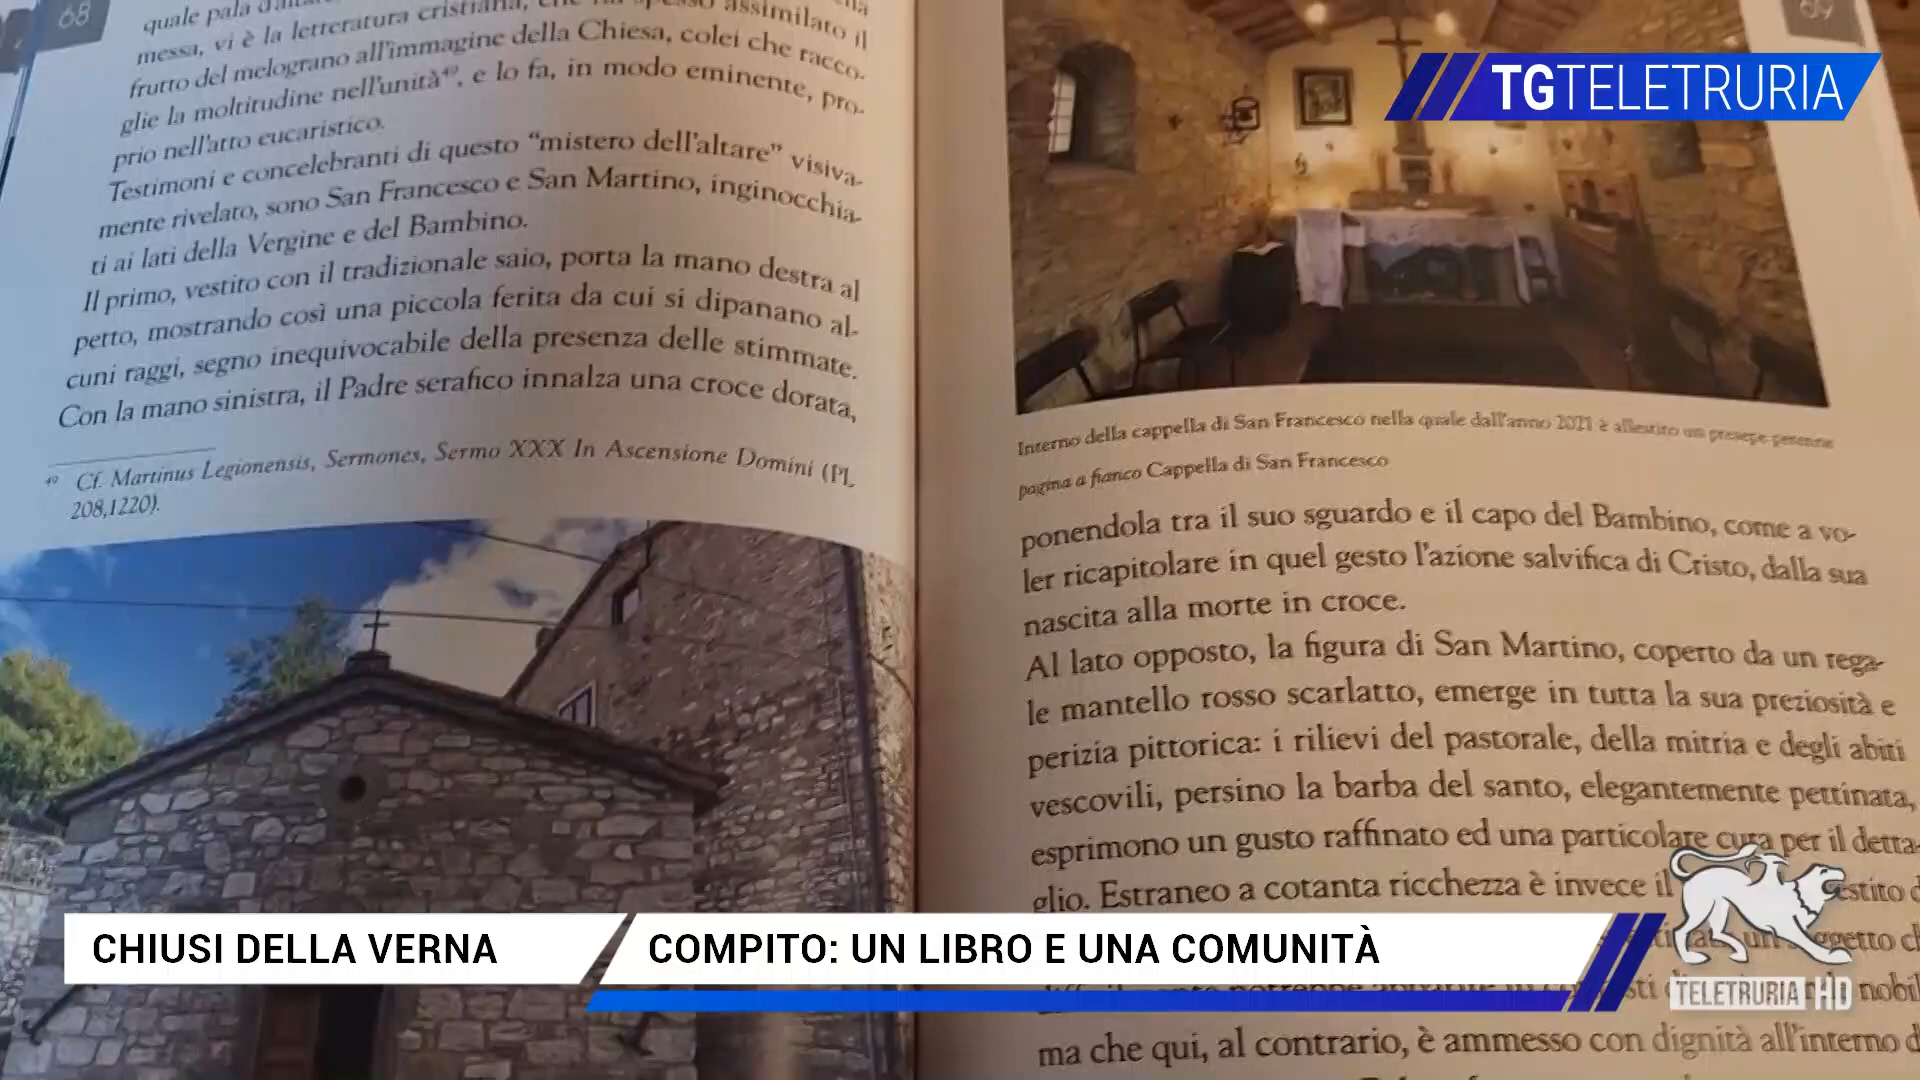 68
quale pala
messa, vi è la letteratura cristiana, che ha spesso assimilato il
frutto del melograno all'immagine della Chiesa, colei che racco-
glie la moltitudine nell'unità⁴⁹, e lo fa, in modo eminente, pro-
prio nell'atto eucaristico.
Testimoni e concelebranti di questo “mistero dell'altare” visiva-
mente rivelato, sono San Francesco e San Martino, inginocchia-
ti ai lati della Vergine e del Bambino.
Il primo, vestito con il tradizionale saio, porta la mano destra al
petto, mostrando così una piccola ferita da cui si dipanano al-
cuni raggi, segno inequivocabile della presenza delle stimmate.
Con la mano sinistra, il Padre serafico innalza una croce dorata,
⁴⁹ Cf. Martinus Legionensis, Sermones, Sermo XXX In Ascensione Domini (PL
208,1220).
69
Interno della cappella di San Francesco nella quale dall'anno 2021 è allestito un presepe perenne
pagina a fianco Cappella di San Francesco
ponendola tra il suo sguardo e il capo del Bambino, come a vo-
ler ricapitolare in quel gesto l'azione salvifica di Cristo, dalla sua
nascita alla morte in croce.
Al lato opposto, la figura di San Martino, coperto da un rega-
le mantello rosso scarlatto, emerge in tutta la sua preziosità e
perizia pittorica: i rilievi del pastorale, della mitria e degli abiti
vescovili, persino la barba del santo, elegantemente pettinata,
esprimono un gusto raffinato ed una particolare cura per il detta-
glio. Estraneo a cotanta ricchezza è invece il
nobil
ma che qui, al contrario, è ammesso con dignità all'interno d
TGTELETRURIA
CHIUSI DELLA VERNA
COMPITO: UN LIBRO E UNA COMUNITÀ
TELETRURIA HD